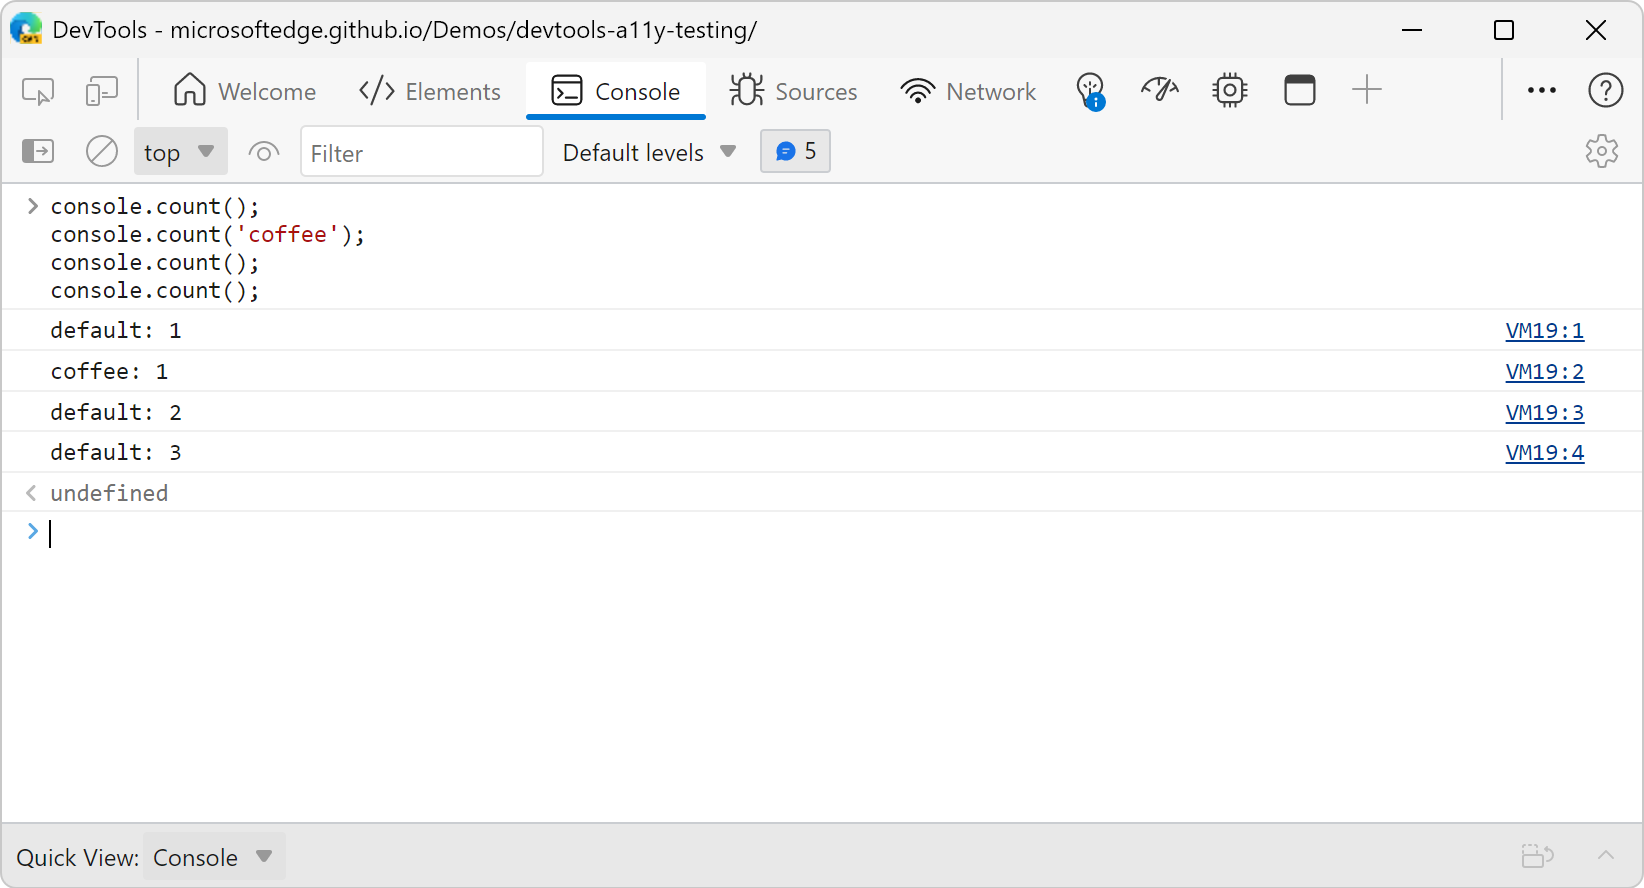 DevTools - microsoftedge.github.io/Demos/devtools-a11y-testing/
Welcome Elements Console Sources Network
top Filter Default levels 5
console.count();
console.count('coffee');
console.count();
console.count();
default: 1 VM19:1
coffee: 1 VM19:2
default: 2 VM19:3
default: 3 VM19:4
undefined
Quick View: Console